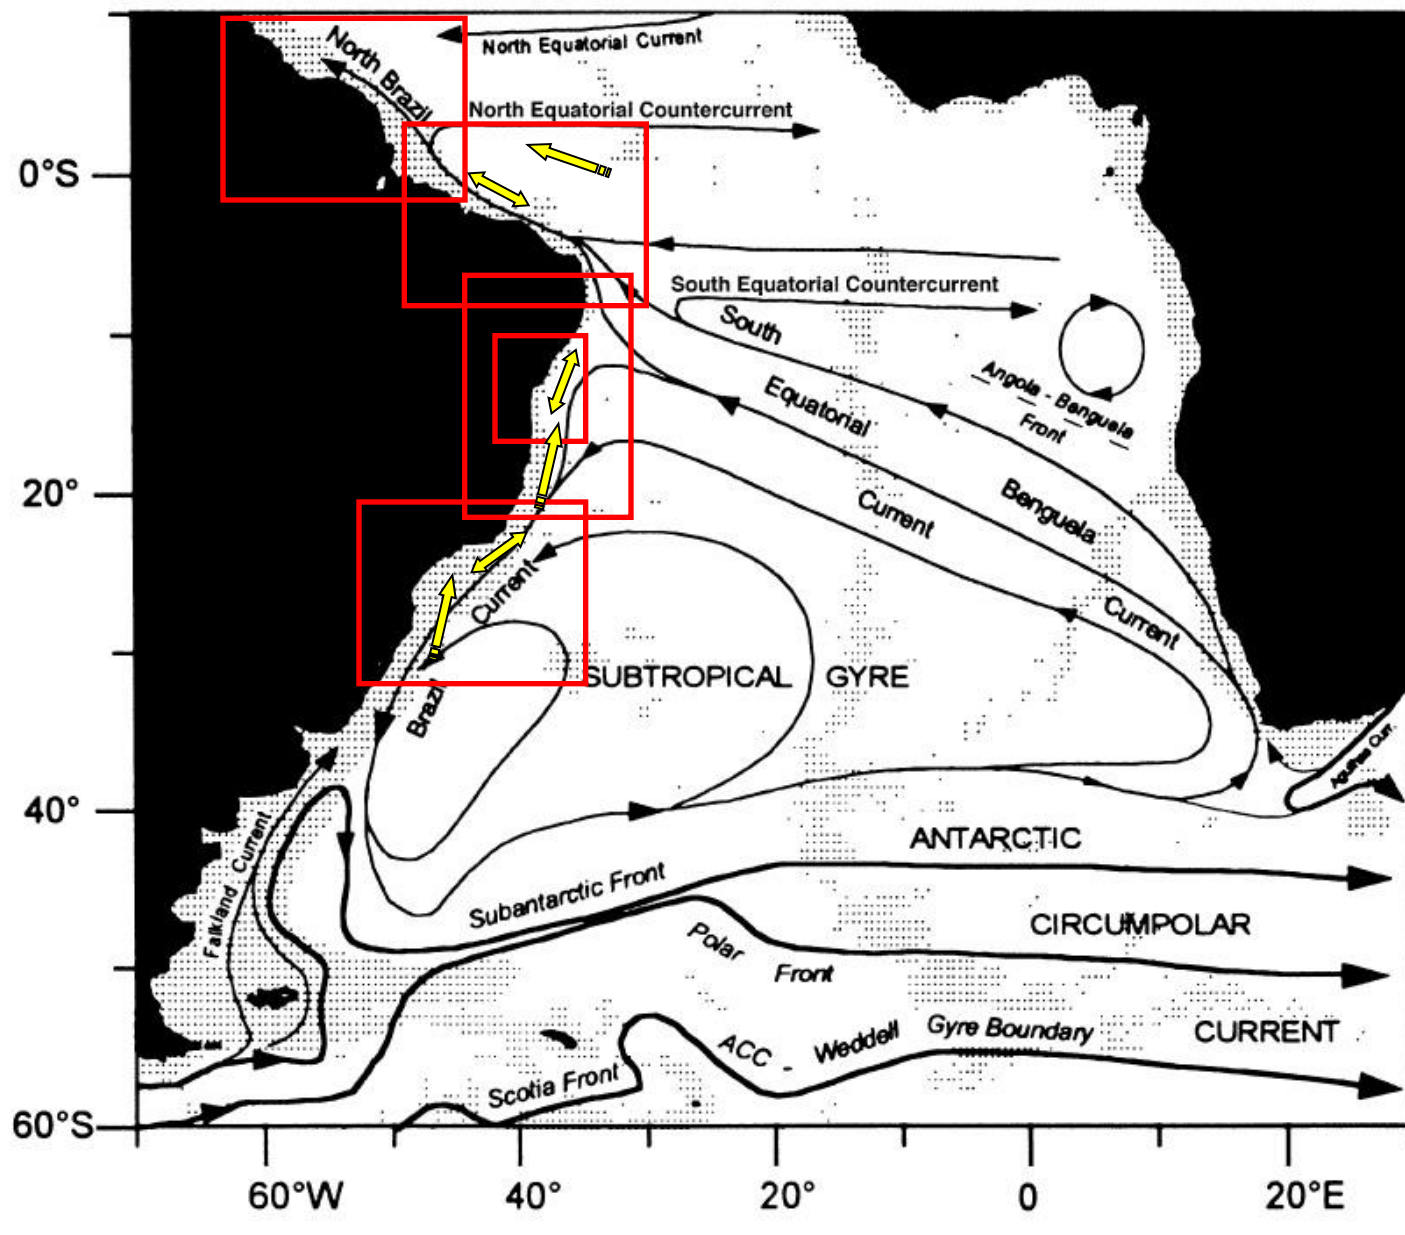 North Equatorial Current
North Brazil
North Equatorial Countercurrent
0°S
South Equatorial Countercurrent
South
Equatorial
Current
Angola - Benguela
Front
Benguela
Current
20°
Current
Brazil
SUBTROPICAL GYRE
Agulhas Curr.
40°
Falkland Current
ANTARCTIC
Subantarctic Front
CIRCUMPOLAR
Polar
Front
CURRENT
ACC
Weddell
Gyre Boundary
Scotia Front
60°S
60°W
40°
20°
0
20°E